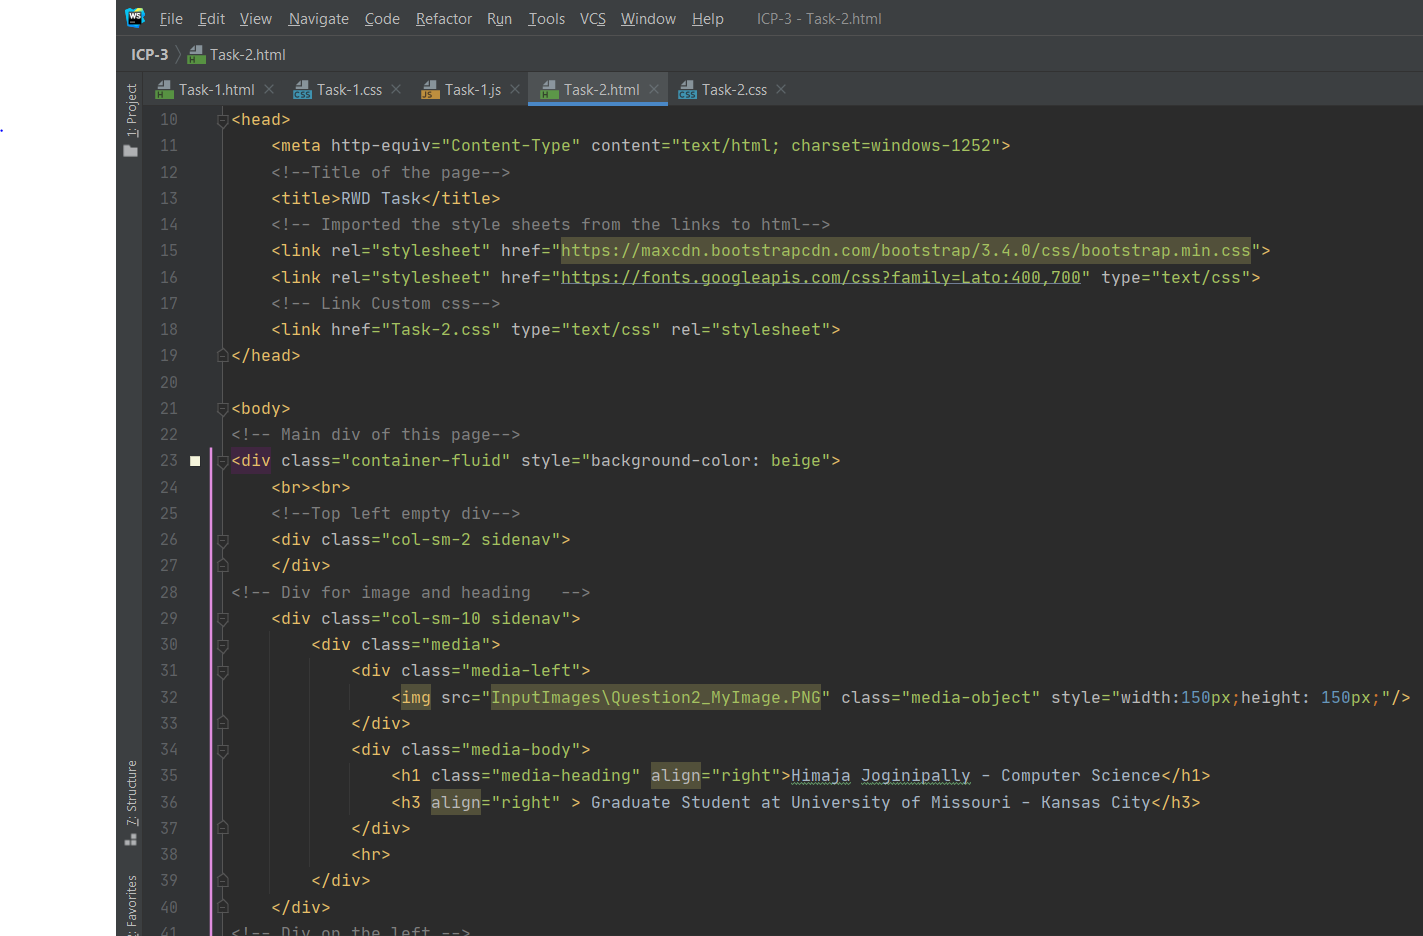 WS File Edit View Navigate Code Refactor Run Tools VCS Window Help ICP-3 - Task-2.html
ICP-3 Task-2.html
Task-1.html Task-1.css Task-1.js Task-2.html Task-2.css
1: Project
10 <head>
11 <meta http-equiv="Content-Type" content="text/html; charset=windows-1252">
12 <!--Title of the page-->
13 <title>RWD Task</title>
14 <!-- Imported the style sheets from the links to html-->
15 <link rel="stylesheet" href="https://maxcdn.bootstrapcdn.com/bootstrap/3.4.0/css/bootstrap.min.css">
16 <link rel="stylesheet" href="https://fonts.googleapis.com/css?family=Lato:400,700" type="text/css">
17 <!-- Link Custom css-->
18 <link href="Task-2.css" type="text/css" rel="stylesheet">
19 </head>
20
21 <body>
22 <!-- Main div of this page-->
23 <div class="container-fluid" style="background-color: beige">
24 <br><br>
25 <!--Top left empty div-->
26 <div class="col-sm-2 sidenav">
27 </div>
28 <!-- Div for image and heading   -->
29 <div class="col-sm-10 sidenav">
30 <div class="media">
31 <div class="media-left">
32 <img src="InputImages\Question2_MyImage.PNG" class="media-object" style="width:150px;height: 150px;"/>
33 </div>
34 <div class="media-body">
35 <h1 class="media-heading" align="right">Himaja Joginipally - Computer Science</h1>
36 <h3 align="right" > Graduate Student at University of Missouri - Kansas City</h3>
37 </div>
38 <hr>
39 </div>
40 </div>
41 <!-- Div on the left -->
7: Structure
Favorites